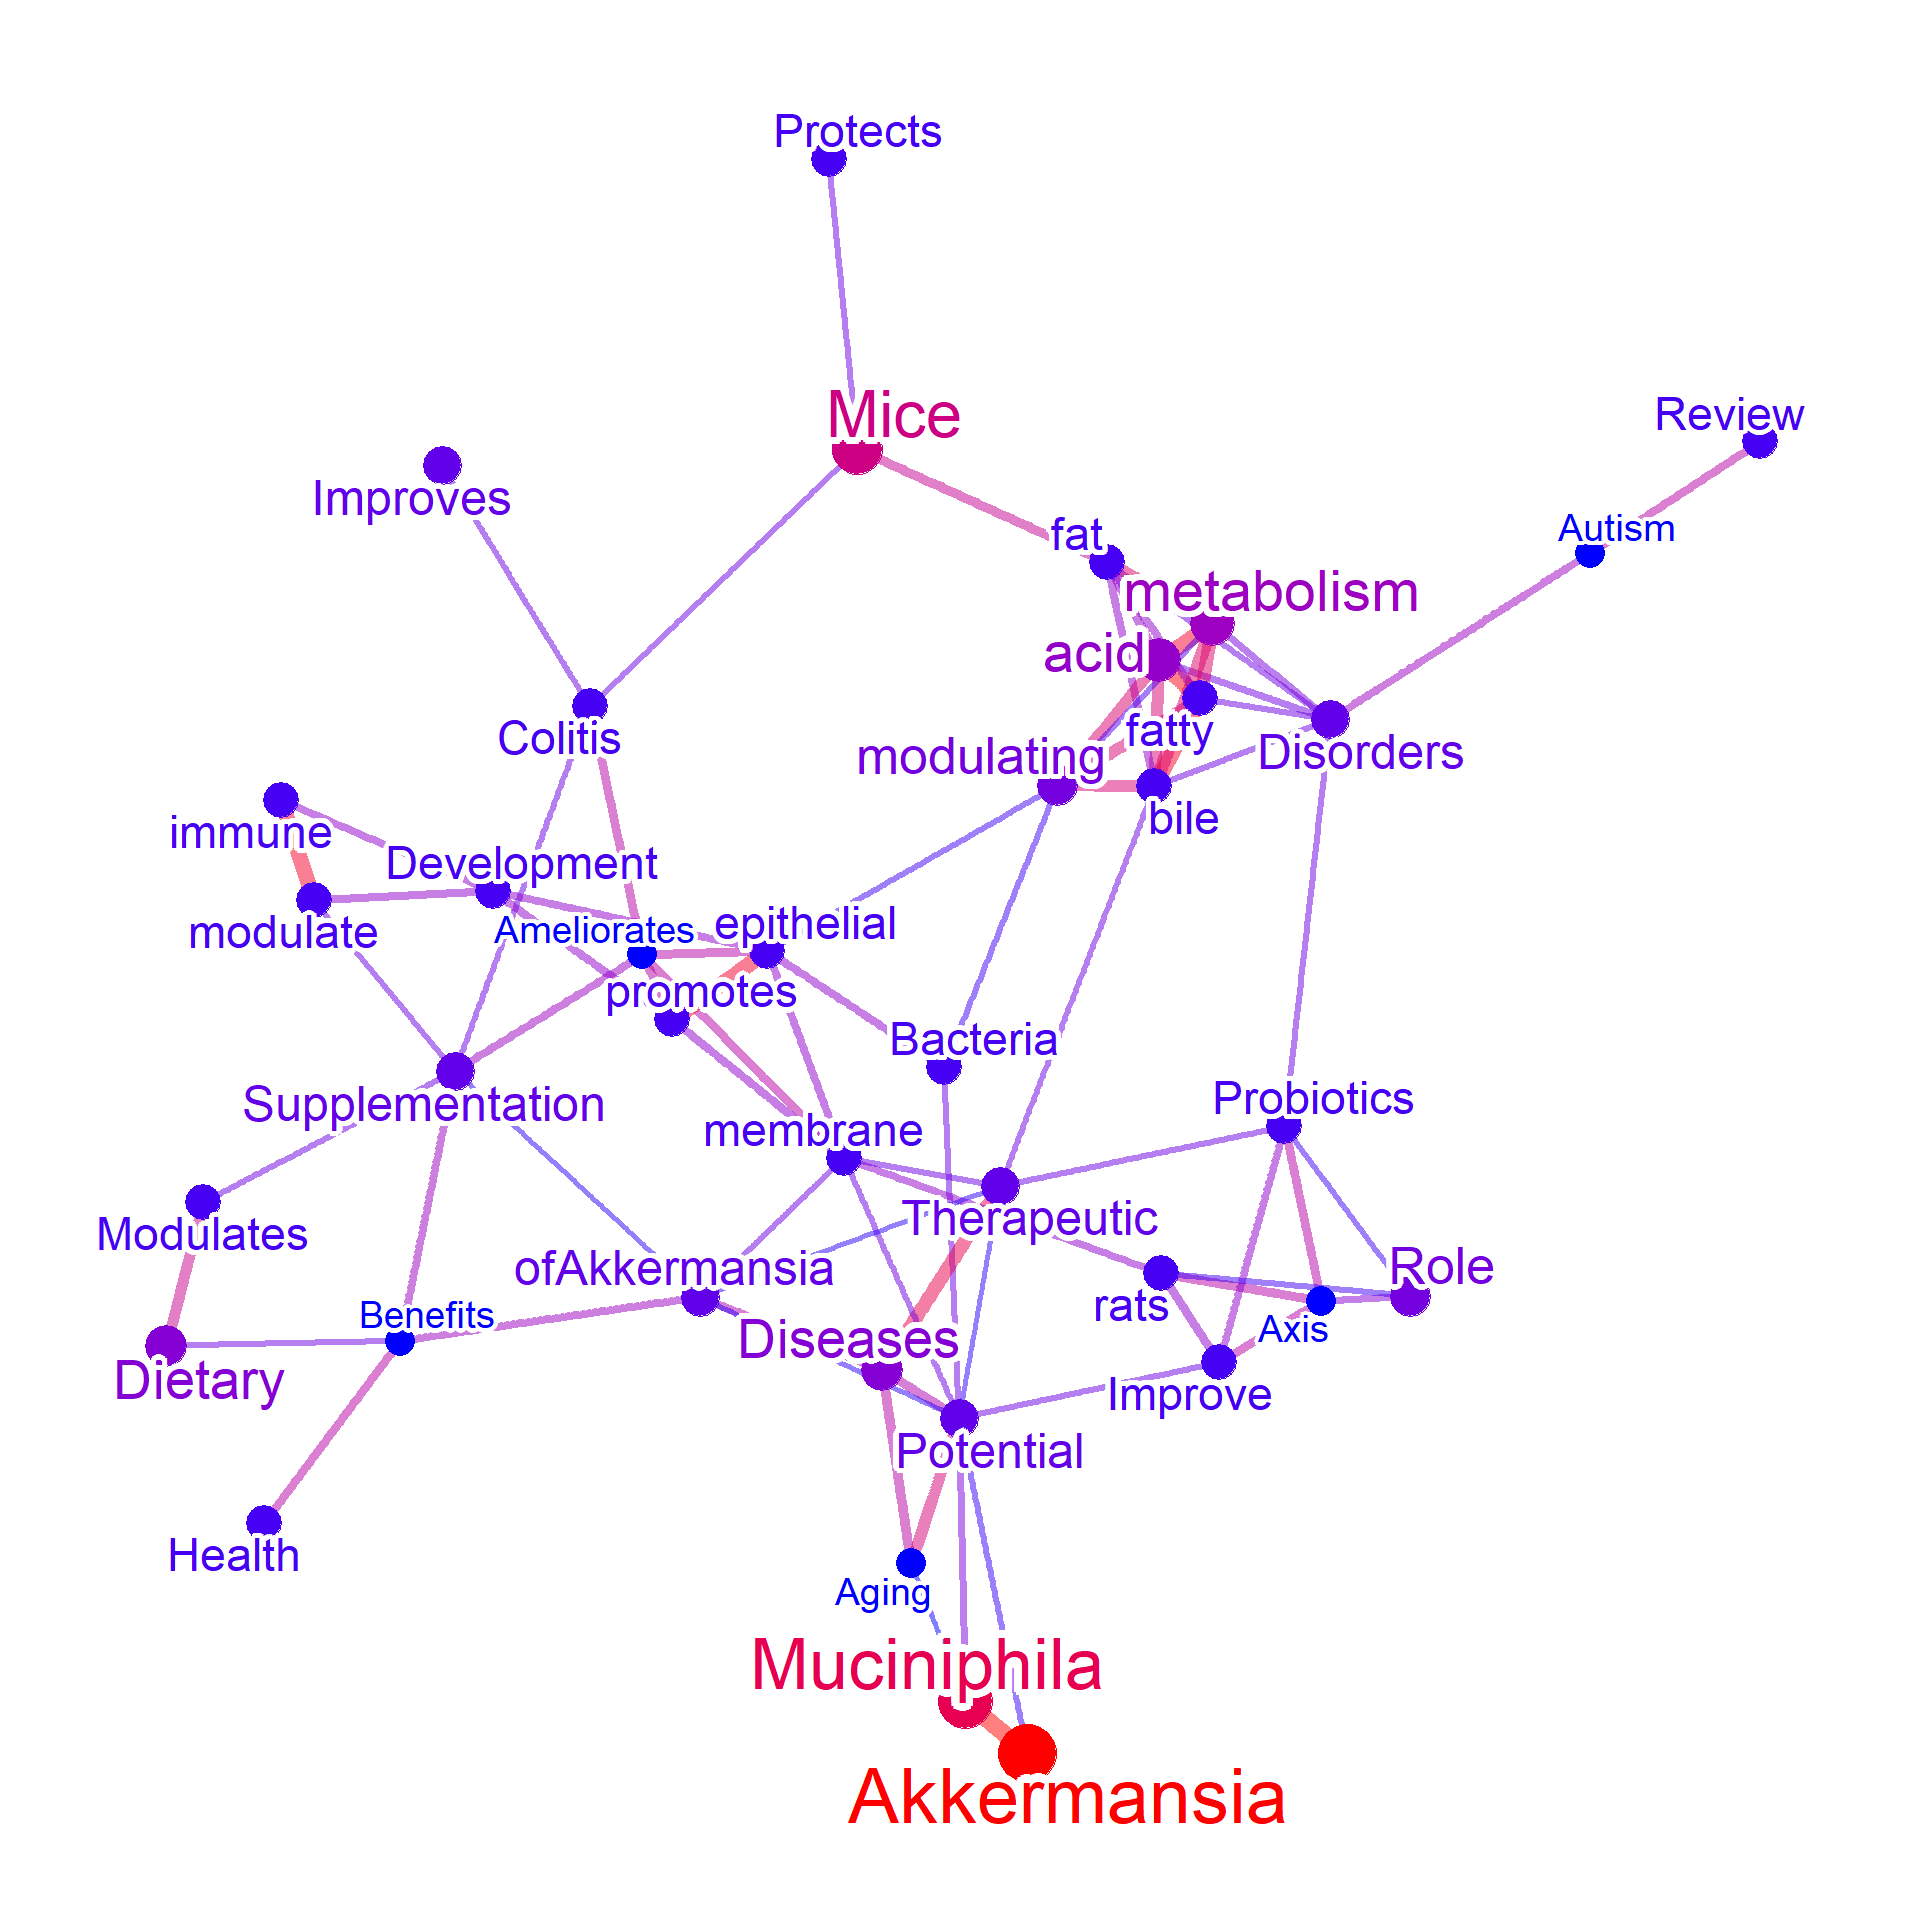 Protects
Mice
Review
Improves
Autism
fat
metabolism
acid
fatty
Colitis
modulating
Disorders
bile
immune
Development
modulate
Ameliorates
epithelial
promotes
Bacteria
Supplementation
Probiotics
membrane
Therapeutic
Modulates
ofAkkermansia
Role
rats
Benefits
Axis
Diseases
Dietary
Improve
Potential
Health
Aging
Muciniphila
Akkermansia